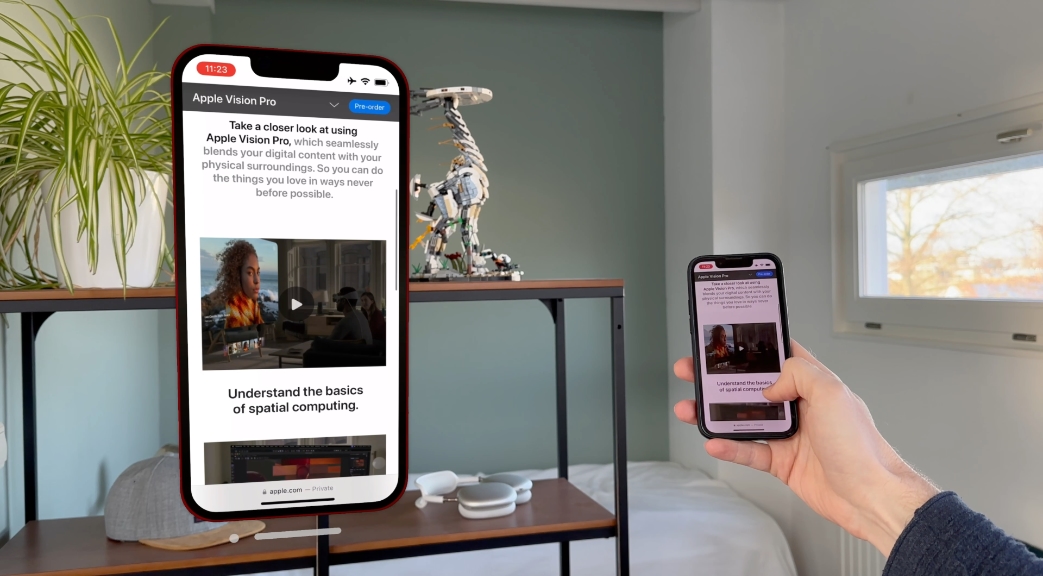 11:23
Apple Vision Pro
Pre-order
Take a closer look at using
Apple Vision Pro, which seamlessly
blends your digital content with your
physical surroundings. So you can do
the things you love in ways never
before possible.
Understand the basics
of spatial computing.
apple.com — Private
Apple Vision Pro
Pre-order
Take a closer look at using
Apple Vision Pro, which seamlessly
blends your digital content with your
physical surroundings. So you can do
the things you love in ways never
before possible.
Understand the basics
of spatial computing.